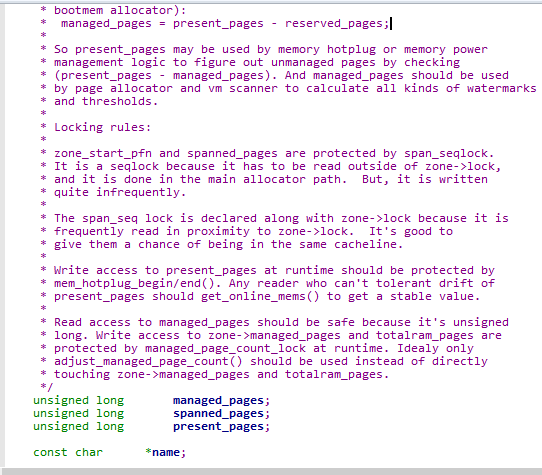 * bootmem allocator):
*  managed_pages = present_pages - reserved_pages;
*
* So present_pages may be used by memory hotplug or memory power
* management logic to figure out unmanaged pages by checking
* (present_pages - managed_pages). And managed_pages should be used
* by page allocator and vm scanner to calculate all kinds of watermarks
* and thresholds.
*
* Locking rules:
*
* zone_start_pfn and spanned_pages are protected by span_seqlock.
* It is a seqlock because it has to be read outside of zone->lock,
* and it is done in the main allocator path.  But, it is written
* quite infrequently.
*
* The span_seq lock is declared along with zone->lock because it is
* frequently read in proximity to zone->lock.  It's good to
* give them a chance of being in the same cacheline.
*
* Write access to present_pages at runtime should be protected by
* mem_hotplug_begin/end(). Any reader who can't tolerant drift of
* present_pages should get_online_mems() to get a stable value.
*
* Read access to managed_pages should be safe because it's unsigned
* long. Write access to zone->managed_pages and totalram_pages are
* protected by managed_page_count_lock at runtime. Idealy only
* adjust_managed_page_count() should be used instead of directly
* touching zone->managed_pages and totalram_pages.
*/
unsigned long managed_pages;
unsigned long spanned_pages;
unsigned long present_pages;
const char *name;